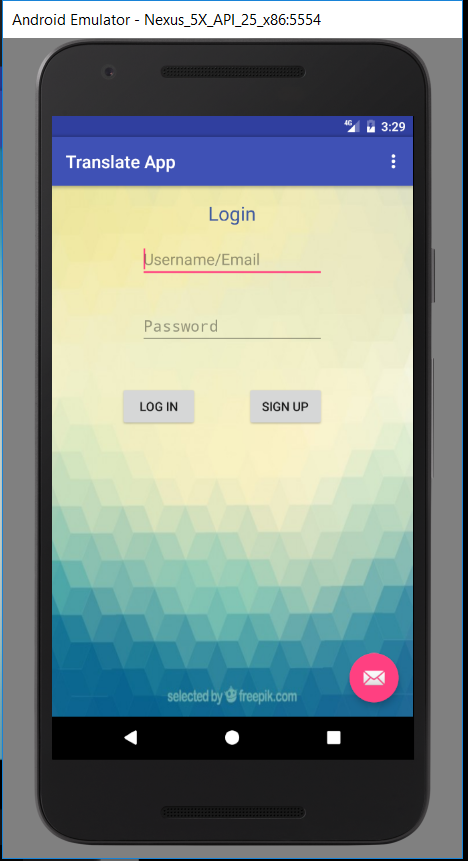 Android Emulator - Nexus_5X_API_25_x86:5554
4G 3:29
Translate App
Login
Username/Email
Password
LOG IN SIGN UP
selected by freepik.com